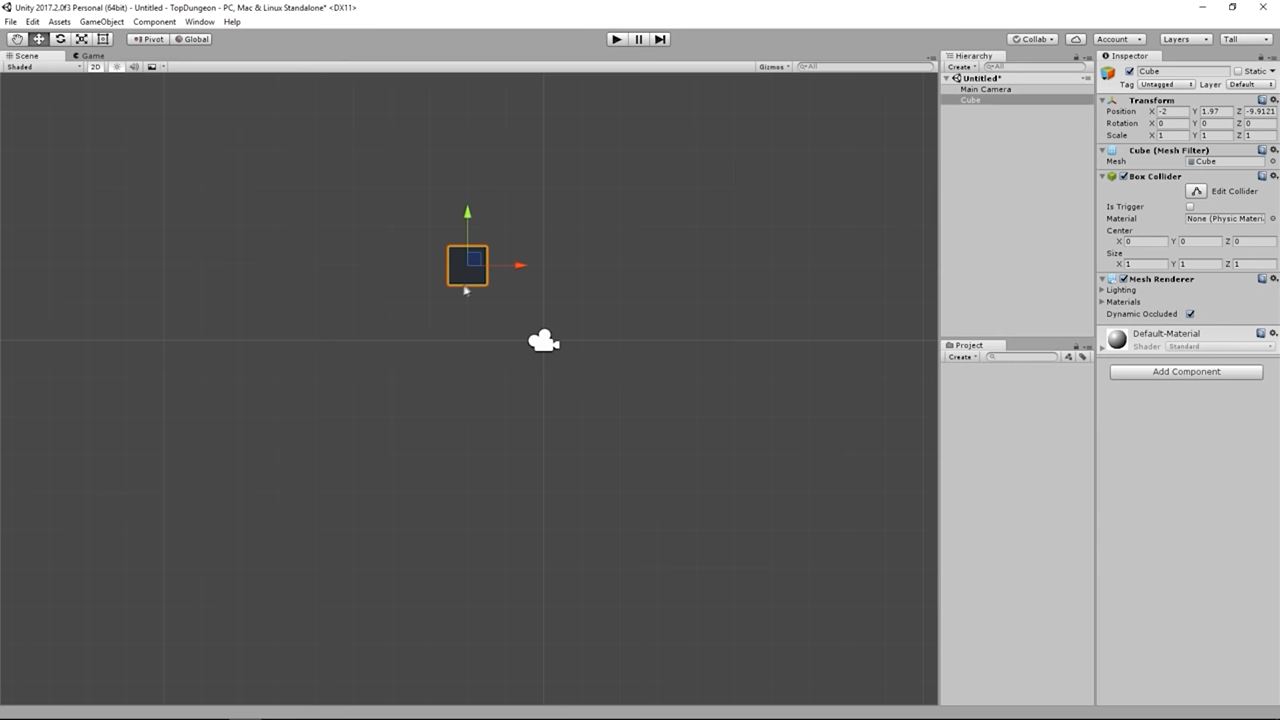 Unity 2017.2.0f3 Personal (64bit) - Untitled - TopDungeon - PC, Mac & Linux Standalone* <DX11>
File Edit Assets GameObject Component Window Help
Pivot Global Collab Account Layers Tall
Scene Game
Shaded 2D Gizmos All
Hierarchy
Create All
Untitled*
Main Camera
Cube
Project
Create
Inspector
Cube Static
Tag Untagged Layer Default
Transform
Position X -2 Y 1.97 Z -9.9121
Rotation X 0 Y 0 Z 0
Scale X 1 Y 1 Z 1
Cube (Mesh Filter)
Mesh Cube
Box Collider
Edit Collider
Is Trigger
Material None (Physic Materi
Center
X 0 Y 0 Z 0
Size
X 1 Y 1 Z 1
Mesh Renderer
Lighting
Materials
Dynamic Occluded
Default-Material
Shader Standard
Add Component